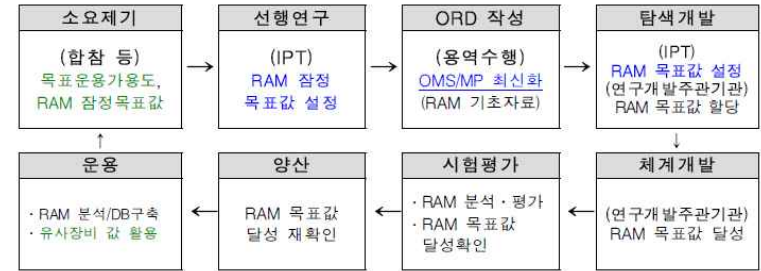 소요제기
(합참 등)
목표운용가용도,
RAM 잠정목표값
→
선행연구
(IPT)
RAM 잠정
목표값 설정
→
ORD 작성
(용역수행)
OMS/MP 최신화
(RAM 기초자료)
→
탐색개발
(IPT)
RAM 목표값 설정
(연구개발주관기관)
RAM 목표값 할당
↓
체계개발
(연구개발주관기관)
RAM 목표값 달성
←
시험평가
· RAM 분석 · 평가
· RAM 목표값
달성확인
←
양산
RAM 목표값
달성 재확인
←
운용
· RAM 분석/DB구축
· 유사장비 값 활용
↑